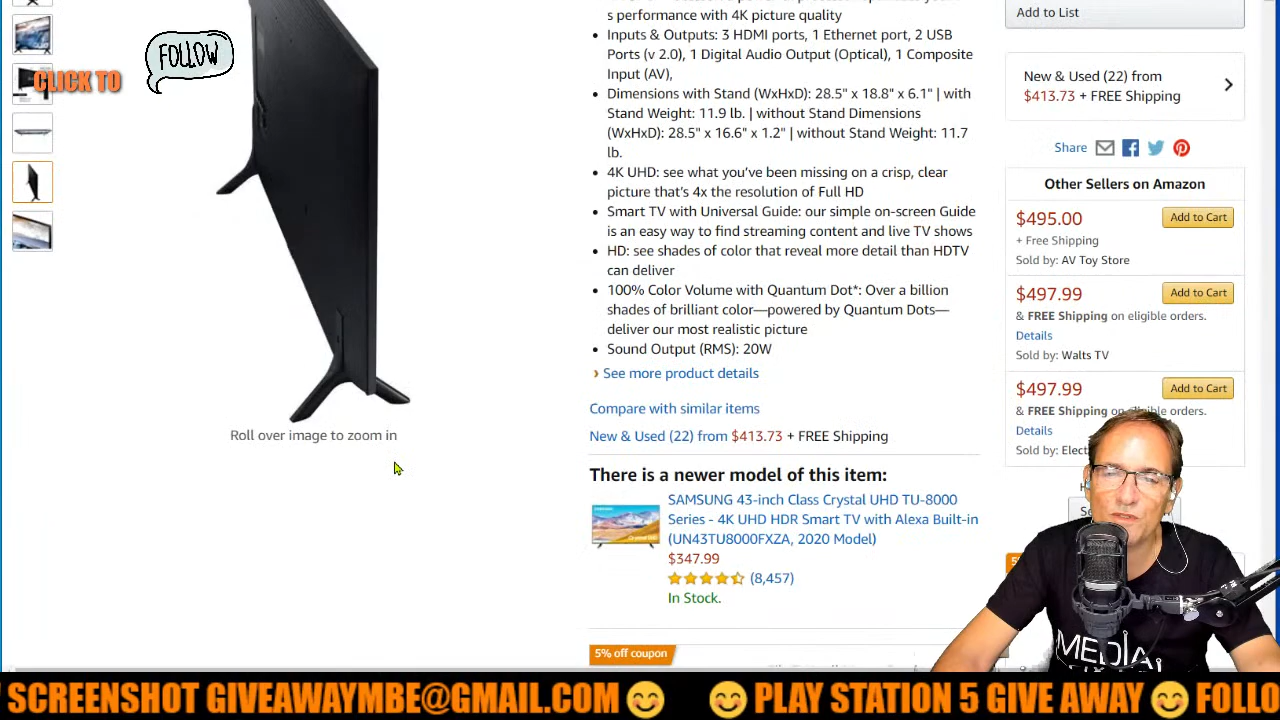 s performance with 4K picture quality
Inputs & Outputs: 3 HDMI ports, 1 Ethernet port, 2 USB
Ports (v 2.0), 1 Digital Audio Output (Optical), 1 Composite
Input (AV),
Dimensions with Stand (WxHxD): 28.5" x 18.8" x 6.1" | with
Stand Weight: 11.9 lb. | without Stand Dimensions
(WxHxD): 28.5" x 16.6" x 1.2" | without Stand Weight: 11.7
lb.
4K UHD: see what you've been missing on a crisp, clear
picture that's 4x the resolution of Full HD
Smart TV with Universal Guide: our simple on-screen Guide
is an easy way to find streaming content and live TV shows
HD: see shades of color that reveal more detail than HDTV
can deliver
100% Color Volume with Quantum Dot*: Over a billion
shades of brilliant color—powered by Quantum Dots—
deliver our most realistic picture
Sound Output (RMS): 20W
› See more product details
Compare with similar items
New & Used (22) from $413.73 + FREE Shipping
There is a newer model of this item:
SAMSUNG 43-inch Class Crystal UHD TU-8000
Series - 4K UHD HDR Smart TV with Alexa Built-in
(UN43TU8000FXZA, 2020 Model)
$347.99
(8,457)
In Stock.
5% off coupon
Add to List
New & Used (22) from
$413.73 + FREE Shipping
Share
Other Sellers on Amazon
$495.00 Add to Cart
+ Free Shipping
Sold by: AV Toy Store
$497.99 Add to Cart
& FREE Shipping on eligible orders.
Details
Sold by: Walts TV
$497.99 Add to Cart
& FREE Shipping on eligible orders.
Details
Sold by:
CLICK TO
FOLLOW
Roll over image to zoom in
SCREENSHOT GIVEAWAYMBE@GMAIL.COM 😊 😊 PLAY STATION 5 GIVE AWAY 😊 FOLLO